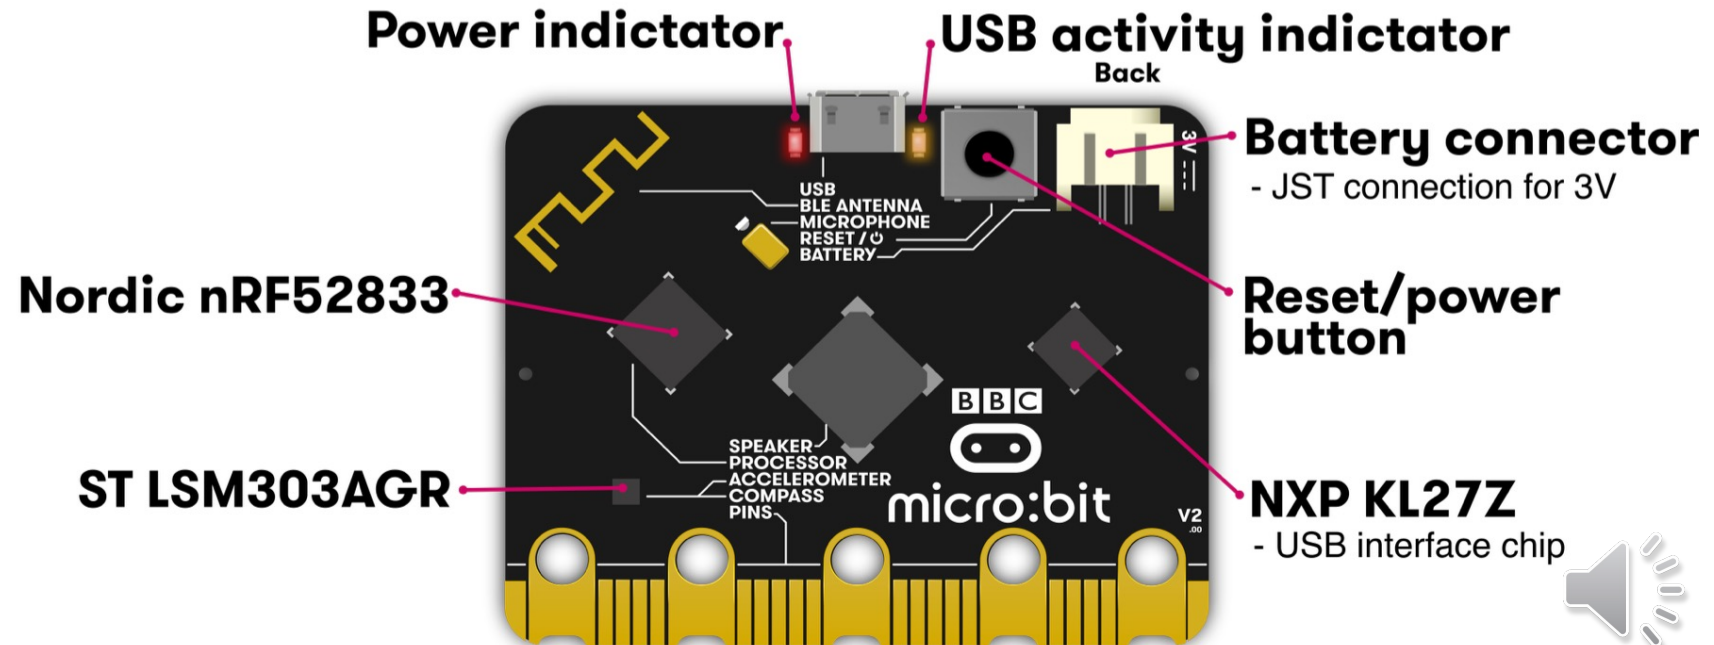 Power indictator
USB activity indictator
Back
Battery connector
- JST connection for 3V
3V
USB
BLE ANTENNA
MICROPHONE
RESET /
BATTERY
Nordic nRF52833
Reset/power
button
BBC
SPEAKER
PROCESSOR
ACCELEROMETER
COMPASS
PINS
ST LSM303AGR
micro:bit
V2
.00
NXP KL27Z
- USB interface chip